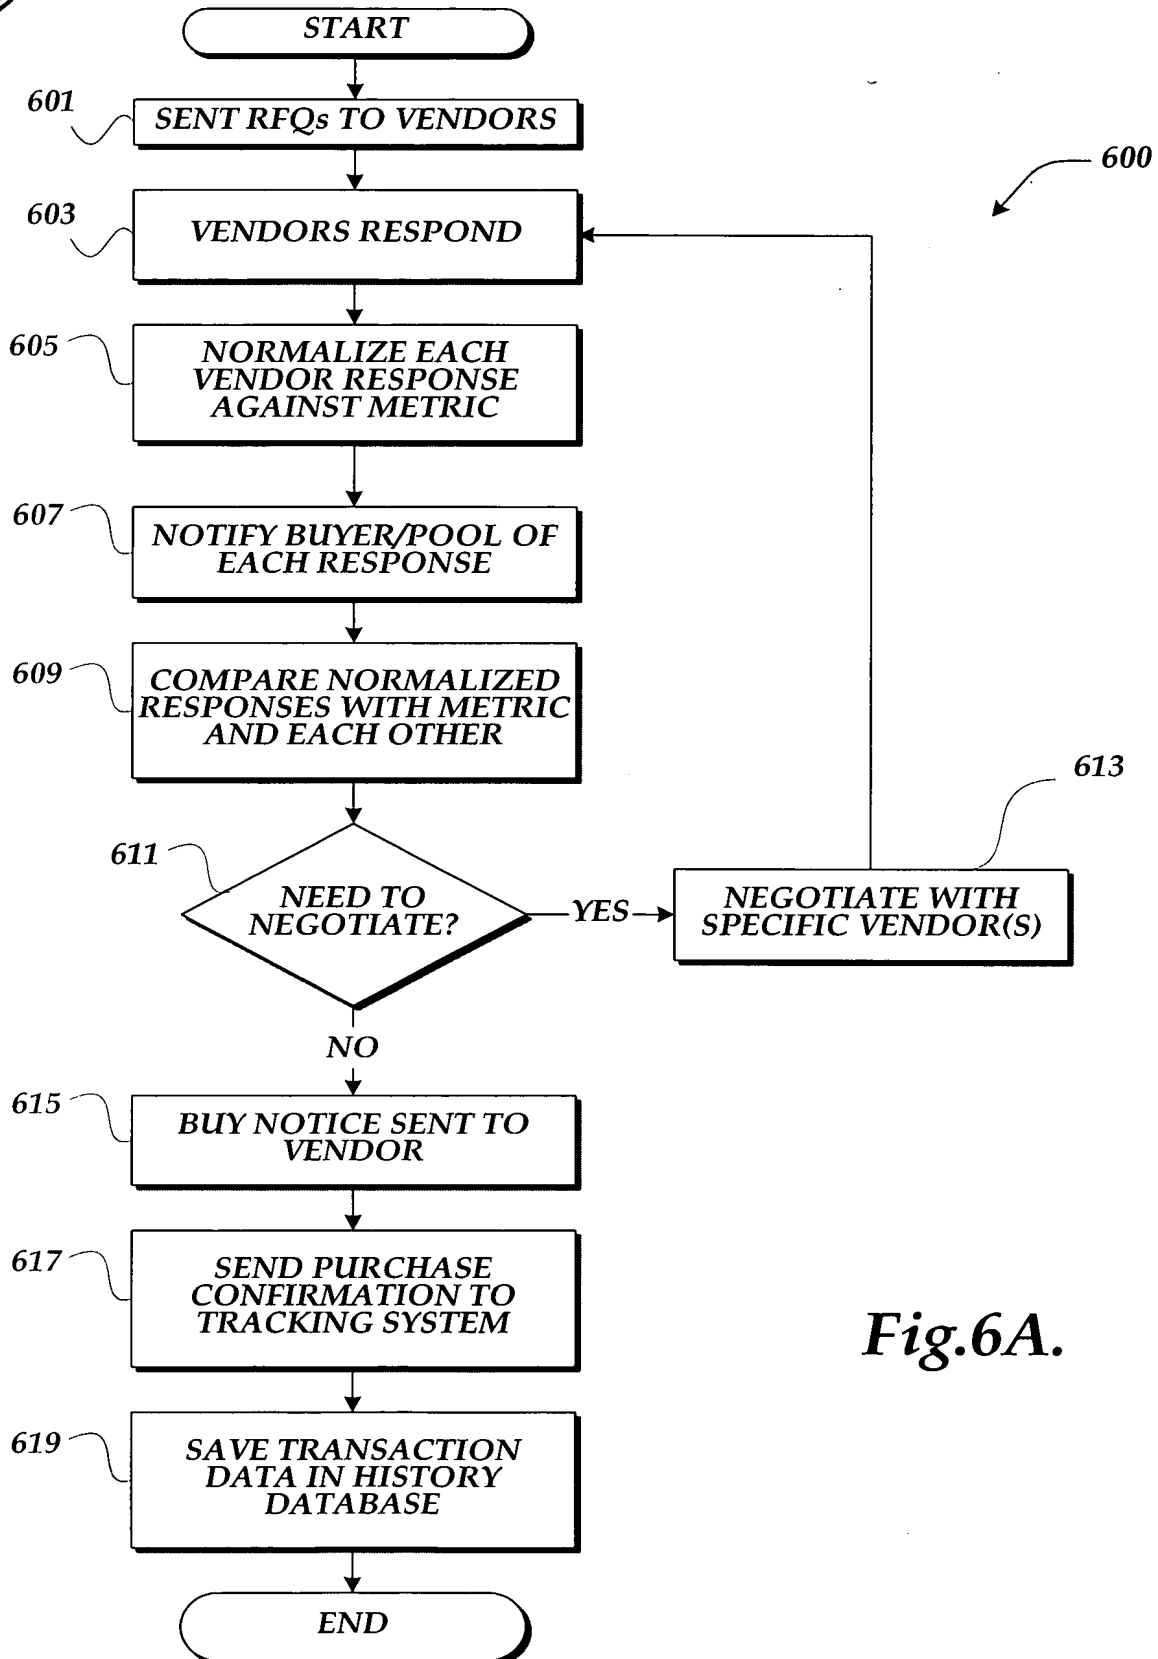 START
601
SENT RFQs TO VENDORS
600
603
VENDORS RESPOND
605
NORMALIZE EACH
VENDOR RESPONSE
AGAINST METRIC
607
NOTIFY BUYER/POOL OF
EACH RESPONSE
609
COMPARE NORMALIZED
RESPONSES WITH METRIC
AND EACH OTHER
613
611
NEED TO
NEGOTIATE?
YES
NEGOTIATE WITH
SPECIFIC VENDOR(S)
NO
615
BUY NOTICE SENT TO
VENDOR
617
SEND PURCHASE
CONFIRMATION TO
TRACKING SYSTEM
Fig.6A.
619
SAVE TRANSACTION
DATA IN HISTORY
DATABASE
END